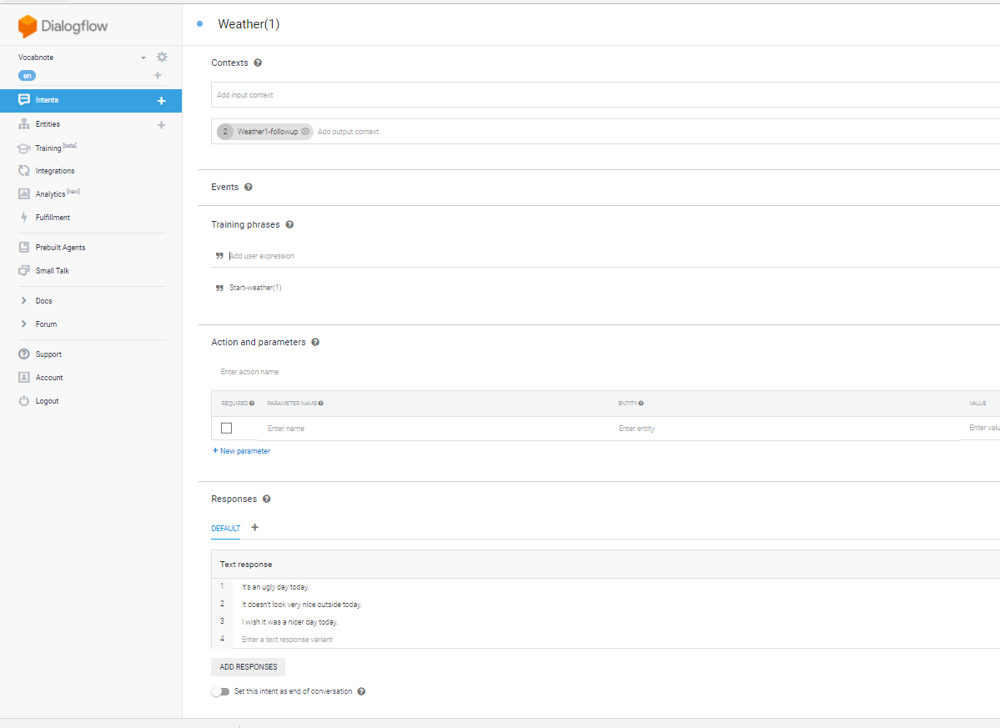 Dialogflow
Weather(1)
Vocabnote
en
Intents
Entities
Training [beta]
Integrations
Analytics [new]
Fulfillment
Prebuilt Agents
Small Talk
Docs
Forum
Support
Account
Logout
Contexts
Add input context
2 Weather1-followup Add output context
Events
Training phrases
Add user expression
Start-weather(1)
Action and parameters
Enter action name
REQUIRED PARAMETER NAME ENTITY VALUE
Enter name Enter entity Enter valu
+ New parameter
Responses
DEFAULT +
Text response
1 It's an ugly day today.
2 It doesn't look very nice outside today.
3 I wish it was a nicer day today.
4 Enter a text response variant
ADD RESPONSES
Set this intent as end of conversation